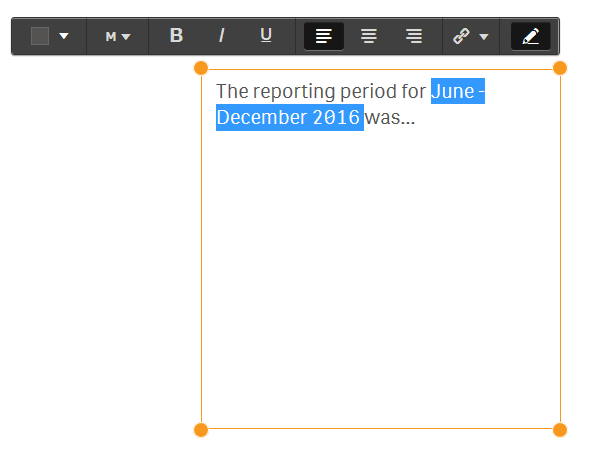 M
B
I
U
The reporting period for June -
December 2016 was...